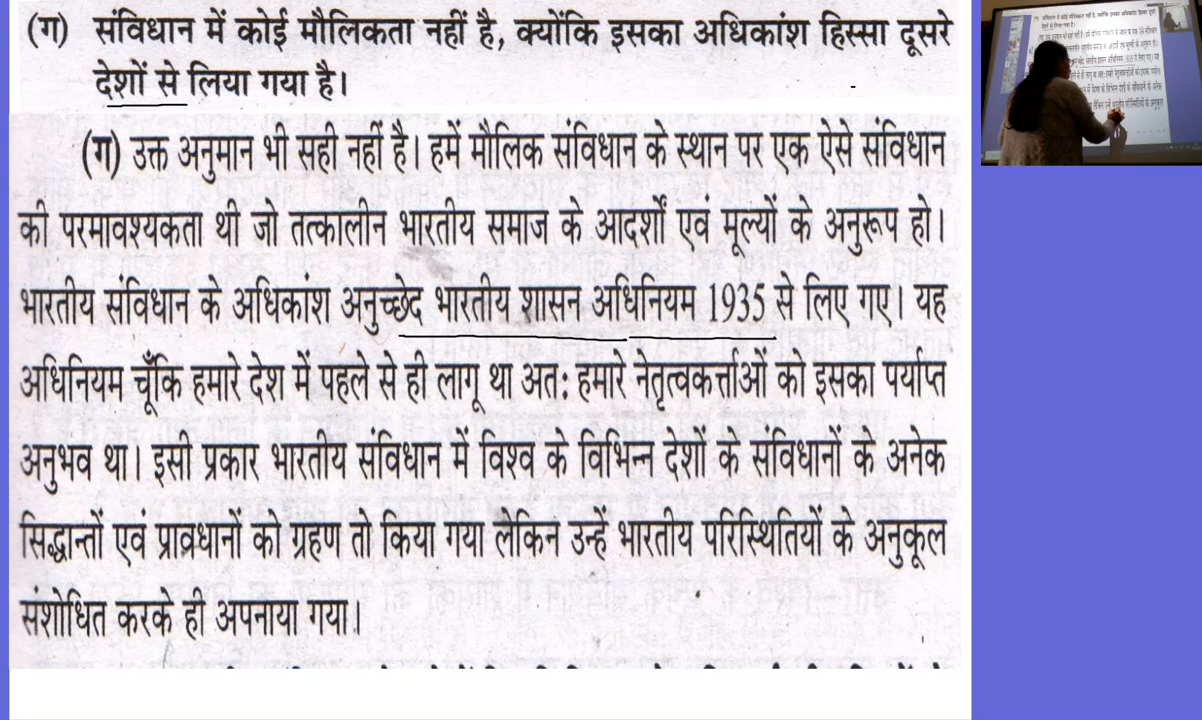 (ग) संविधान में कोई मौलिकता नहीं है, क्योंकि इसका अधिकांश हिस्सा दूसरे
देशों से लिया गया है।
(ग) उक्त अनुमान भी सही नहीं है। हमें मौलिक संविधान के स्थान पर एक ऐसे संविधान
की परमावश्यकता थी जो तत्कालीन भारतीय समाज के आदर्शों एवं मूल्यों के अनुरूप हो।
भारतीय संविधान के अधिकांश अनुच्छेद भारतीय शासन अधिनियम 1935 से लिए गए। यह
अधिनियम चूँकि हमारे देश में पहले से ही लागू था अतः हमारे नेतृत्वकर्त्ताओं को इसका पर्याप्त
अनुभव था। इसी प्रकार भारतीय संविधान में विश्व के विभिन्न देशों के संविधानों के अनेक
सिद्धान्तों एवं प्रावधानों को ग्रहण तो किया गया लेकिन उन्हें भारतीय परिस्थितियों के अनुकूल
संशोधित करके ही अपनाया गया।